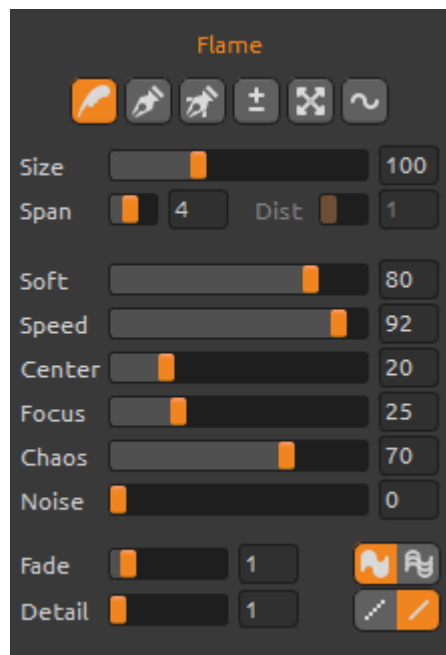 Flame
Size 100
Span 4 Dist 1
Soft 80
Speed 92
Center 20
Focus 25
Chaos 70
Noise 0
Fade 1
Detail 1